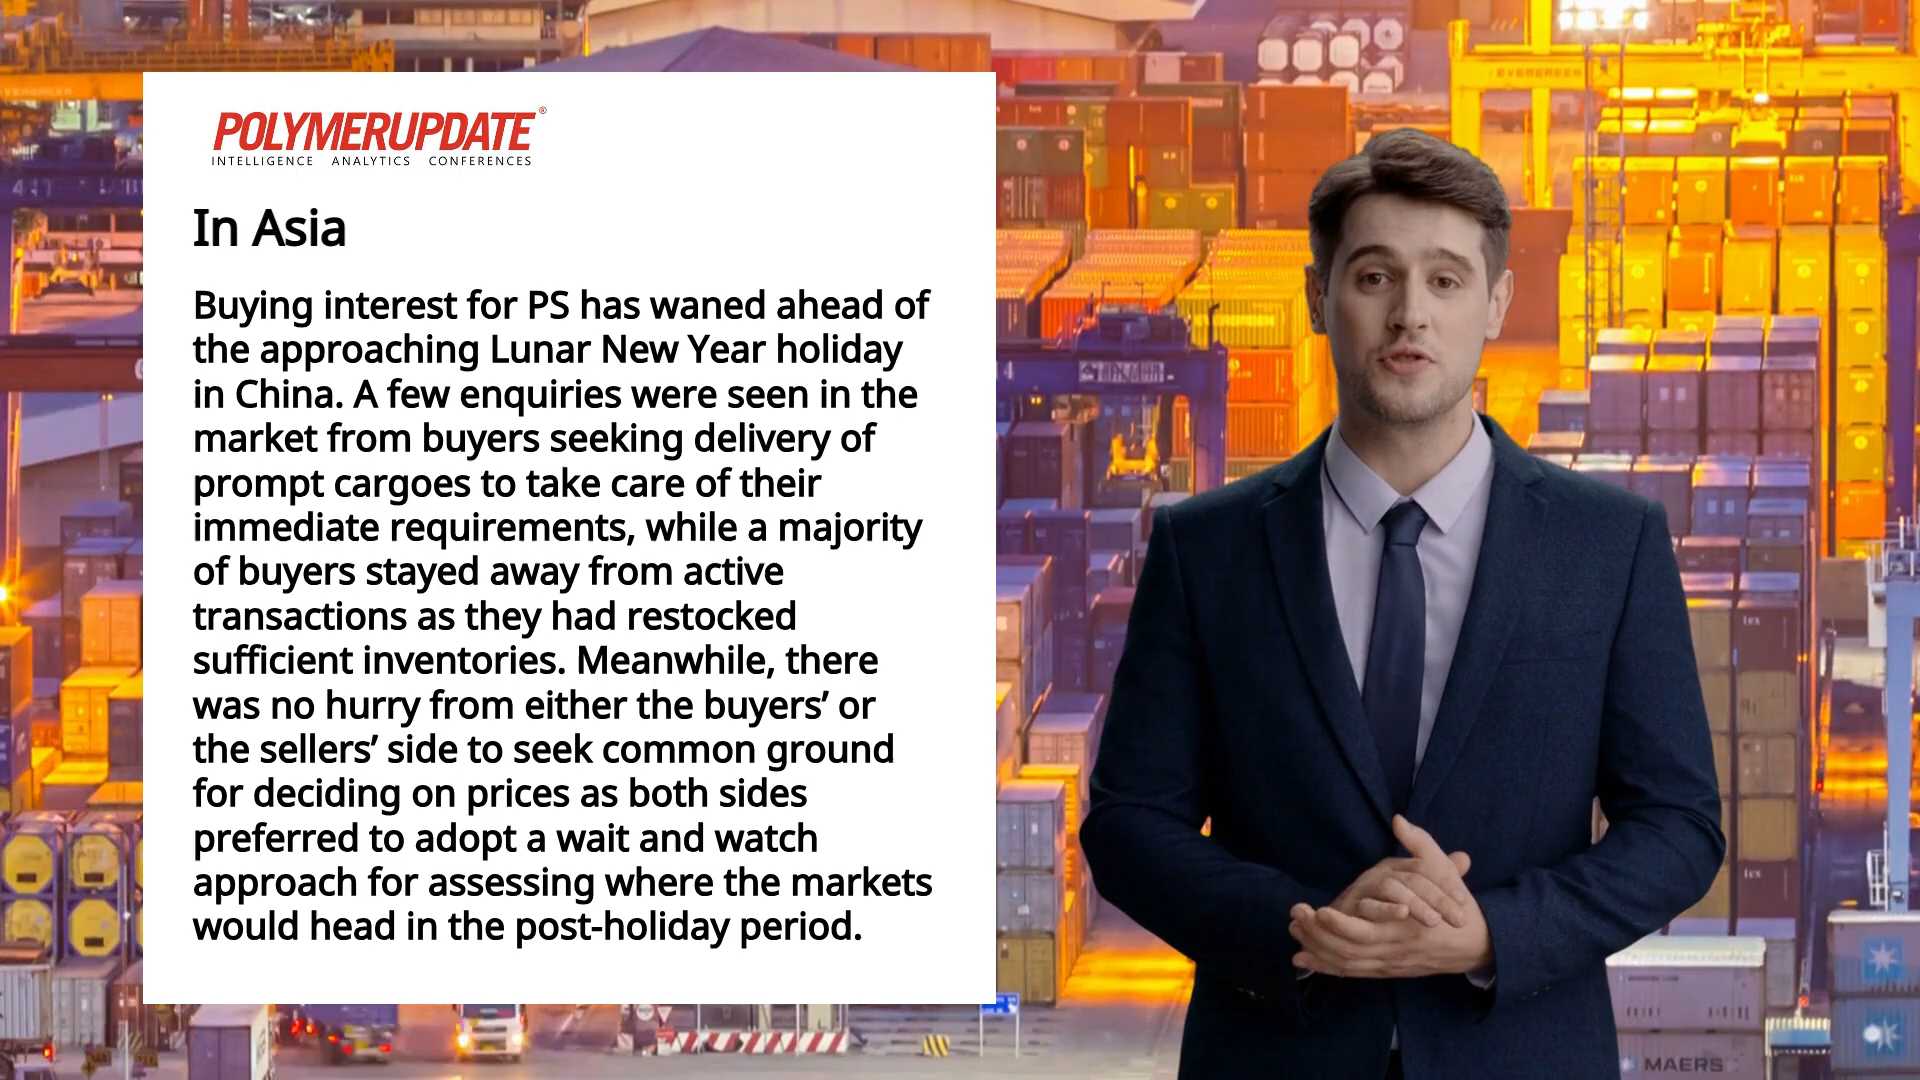 POLYMERUPDATE®
INTELLIGENCE ANALYTICS CONFERENCES
In Asia
Buying interest for PS has waned ahead of
the approaching Lunar New Year holiday
in China. A few enquiries were seen in the
market from buyers seeking delivery of
prompt cargoes to take care of their
immediate requirements, while a majority
of buyers stayed away from active
transactions as they had restocked
sufficient inventories. Meanwhile, there
was no hurry from either the buyers’ or
the sellers’ side to seek common ground
for deciding on prices as both sides
preferred to adopt a wait and watch
approach for assessing where the markets
would head in the post-holiday period.
EVERGREEN
4
tex
tex
MAERS